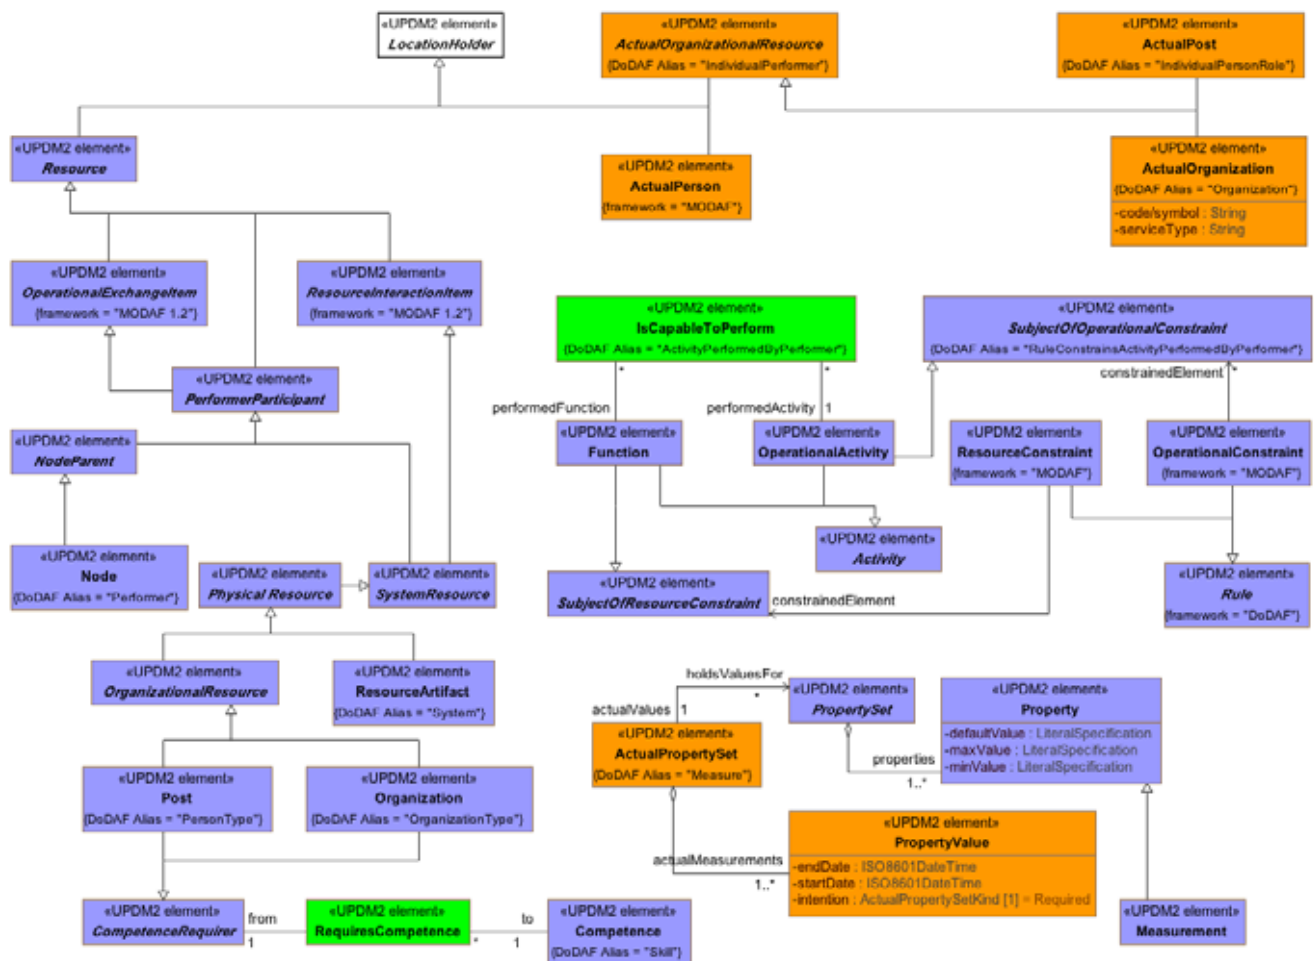 «UPDM2 element»
LocationHolder
«UPDM2 element»
ActualOrganizationalResource
{DoDAF Alias = "IndividualPerformer"}
«UPDM2 element»
ActualPost
{DoDAF Alias = "IndividualPersonRole"}
«UPDM2 element»
Resource
«UPDM2 element»
ActualPerson
{framework = "MODAF"}
«UPDM2 element»
ActualOrganization
{DoDAF Alias = "Organization"}
-code/symbol : String
-serviceType : String
«UPDM2 element»
OperationalExchangeItem
{framework = "MODAF 1.2"}
«UPDM2 element»
ResourceInteractionItem
{framework = "MODAF 1.2"}
«UPDM2 element»
IsCapableToPerform
{DoDAF Alias = "ActivityPerformedByPerformer"}
«UPDM2 element»
SubjectOfOperationalConstraint
{DoDAF Alias = "RuleConstrainsActivityPerformedByPerformer"}
* * constrainedElement *
«UPDM2 element»
PerformerParticipant
performedFunction performedActivity 1
«UPDM2 element»
NodeParent
«UPDM2 element»
Function
«UPDM2 element»
OperationalActivity
«UPDM2 element»
ResourceConstraint
{framework = "MODAF"}
«UPDM2 element»
OperationalConstraint
{framework = "MODAF"}
«UPDM2 element»
Activity
«UPDM2 element»
Node
{DoDAF Alias = "Performer"}
«UPDM2 element»
Physical Resource
«UPDM2 element»
SystemResource
«UPDM2 element»
SubjectOfResourceConstraint
constrainedElement
«UPDM2 element»
Rule
{framework = "DoDAF"}
«UPDM2 element»
OrganizationalResource
«UPDM2 element»
ResourceArtifact
{DoDAF Alias = "System"}
holdsValuesFor
*
actualValues 1
«UPDM2 element»
PropertySet
«UPDM2 element»
Property
-defaultValue : LiteralSpecification
-maxValue : LiteralSpecification
-minValue : LiteralSpecification
«UPDM2 element»
ActualPropertySet
{DoDAF Alias = "Measure"}
properties
1..*
«UPDM2 element»
Post
{DoDAF Alias = "PersonType"}
«UPDM2 element»
Organization
{DoDAF Alias = "OrganizationType"}
actualMeasurements
1..*
«UPDM2 element»
PropertyValue
-endDate : ISO8601DateTime
-startDate : ISO8601DateTime
-intention : ActualPropertySetKind [1] = Required
«UPDM2 element»
CompetenceRequirer
from
1
«UPDM2 element»
RequiresCompetence
*
to
1
«UPDM2 element»
Competence
{DoDAF Alias = "Skill"}
«UPDM2 element»
Measurement